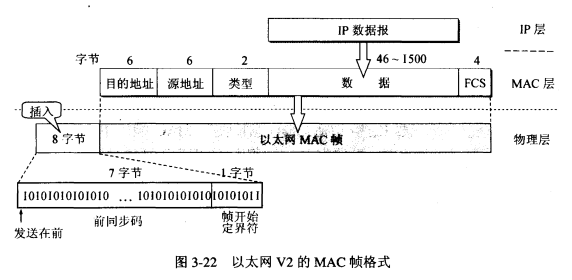 IP 数据报
IP 层
字节
6
6
2
46 ~ 1500
4
目的地址
源地址
类型
数 据
FCS
MAC 层
插入
8 字节
以太网 MAC 帧
物理层
7 字节
1 字节
10101010101010 … 10101010101010101011
前同步码
帧开始
定界符
发送在前
图 3-22 以太网 V2 的 MAC 帧格式